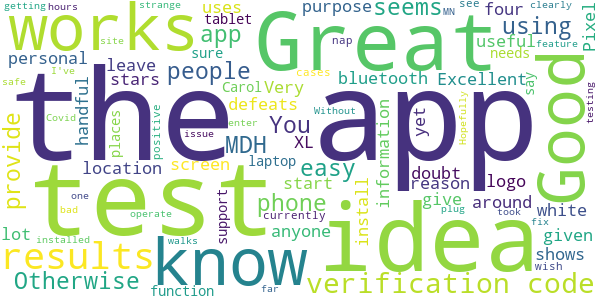 getting hours
strange
tablet
purpose
see MN
four
using
Pixel
works
uses
site
nap
Great
seems
personal
leave
app
sure
useful
clearly
feature
handful
safe
I've
stars
people
cases
bluetooth
Excellent
needs
say
Covid
places
Carol Very
defeats
Without
the app
Good
provide
positive
issue
You
MDH
XL
laptop
yet
Hopefully
testing
location
screen
enter
easy
information
doubt
reason
logo
test
idea
start
phone
anyone
install
give
around
one
bad
operate
installed
support
currently
plug
took
white
results
know
lot
given
fix
shows
wish
Otherwise
walks
function
far
verification code